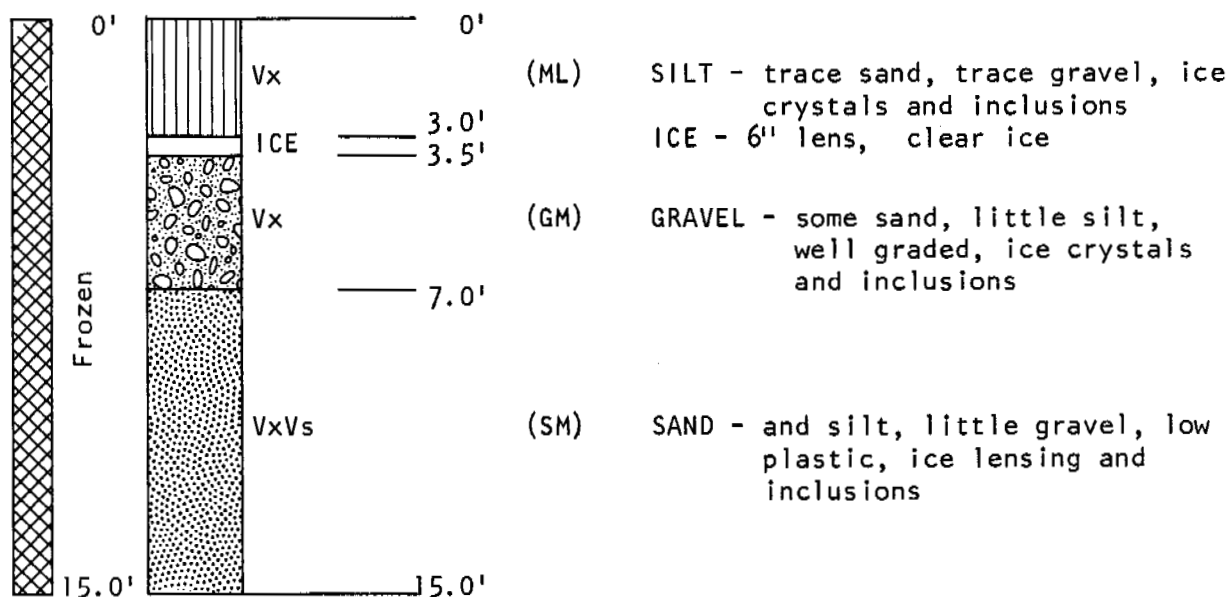 0' 0'
Vx (ML) SILT - trace sand, trace gravel, ice
crystals and inclusions
3.0'
ICE ICE - 6" lens, clear ice
3.5'
Vx (GM) GRAVEL - some sand, little silt,
well graded, ice crystals
and inclusions
7.0'
Frozen
VxVs (SM) SAND - and silt, little gravel, low
plastic, ice lensing and
inclusions
15.0' 15.0'